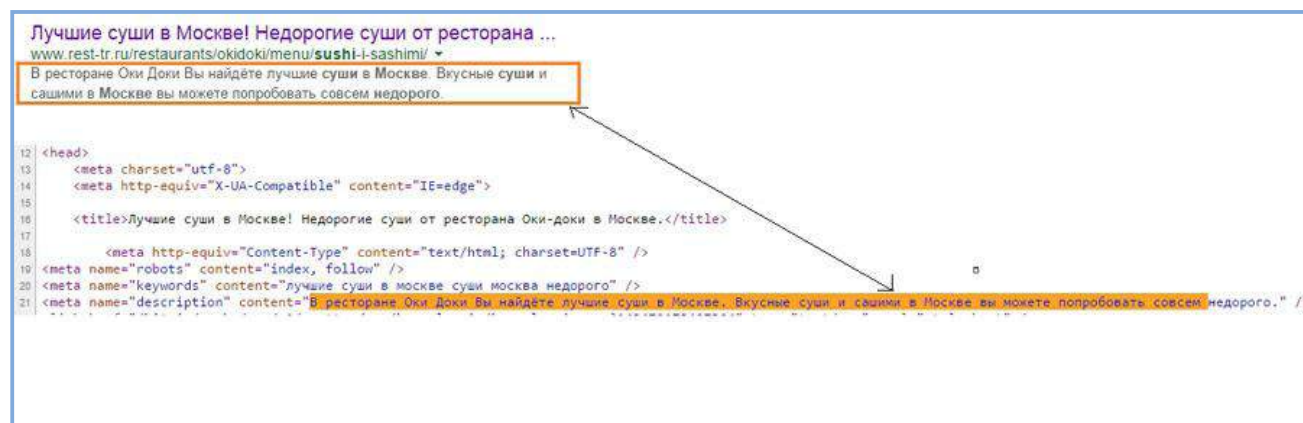 Лучшие суши в Москве! Недорогие суши от ресторана ...
www.rest-tr.ru/restaurants/okidoki/menu/sushi-i-sashimi/
В ресторане Оки Доки Вы найдёте лучшие суши в Москве. Вкусные суши и
сашими в Москве вы можете попробовать совсем недорого.
12 <head>
13 <meta charset="utf-8">
14 <meta http-equiv="X-UA-Compatible" content="IE=edge">
15
16 <title>Лучшие суши в Москве! Недорогие суши от ресторана Оки-доки в Москве.</title>
17
18 <meta http-equiv="Content-Type" content="text/html; charset=UTF-8" />
19 <meta name="robots" content="index, follow" />
20 <meta name="keywords" content="лучшие суши в москве суши москва недорого" />
21 <meta name="description" content="В ресторане Оки Доки Вы найдёте лучшие суши в Москве. Вкусные суши и сашими в Москве вы можете попробовать совсем недорого." /